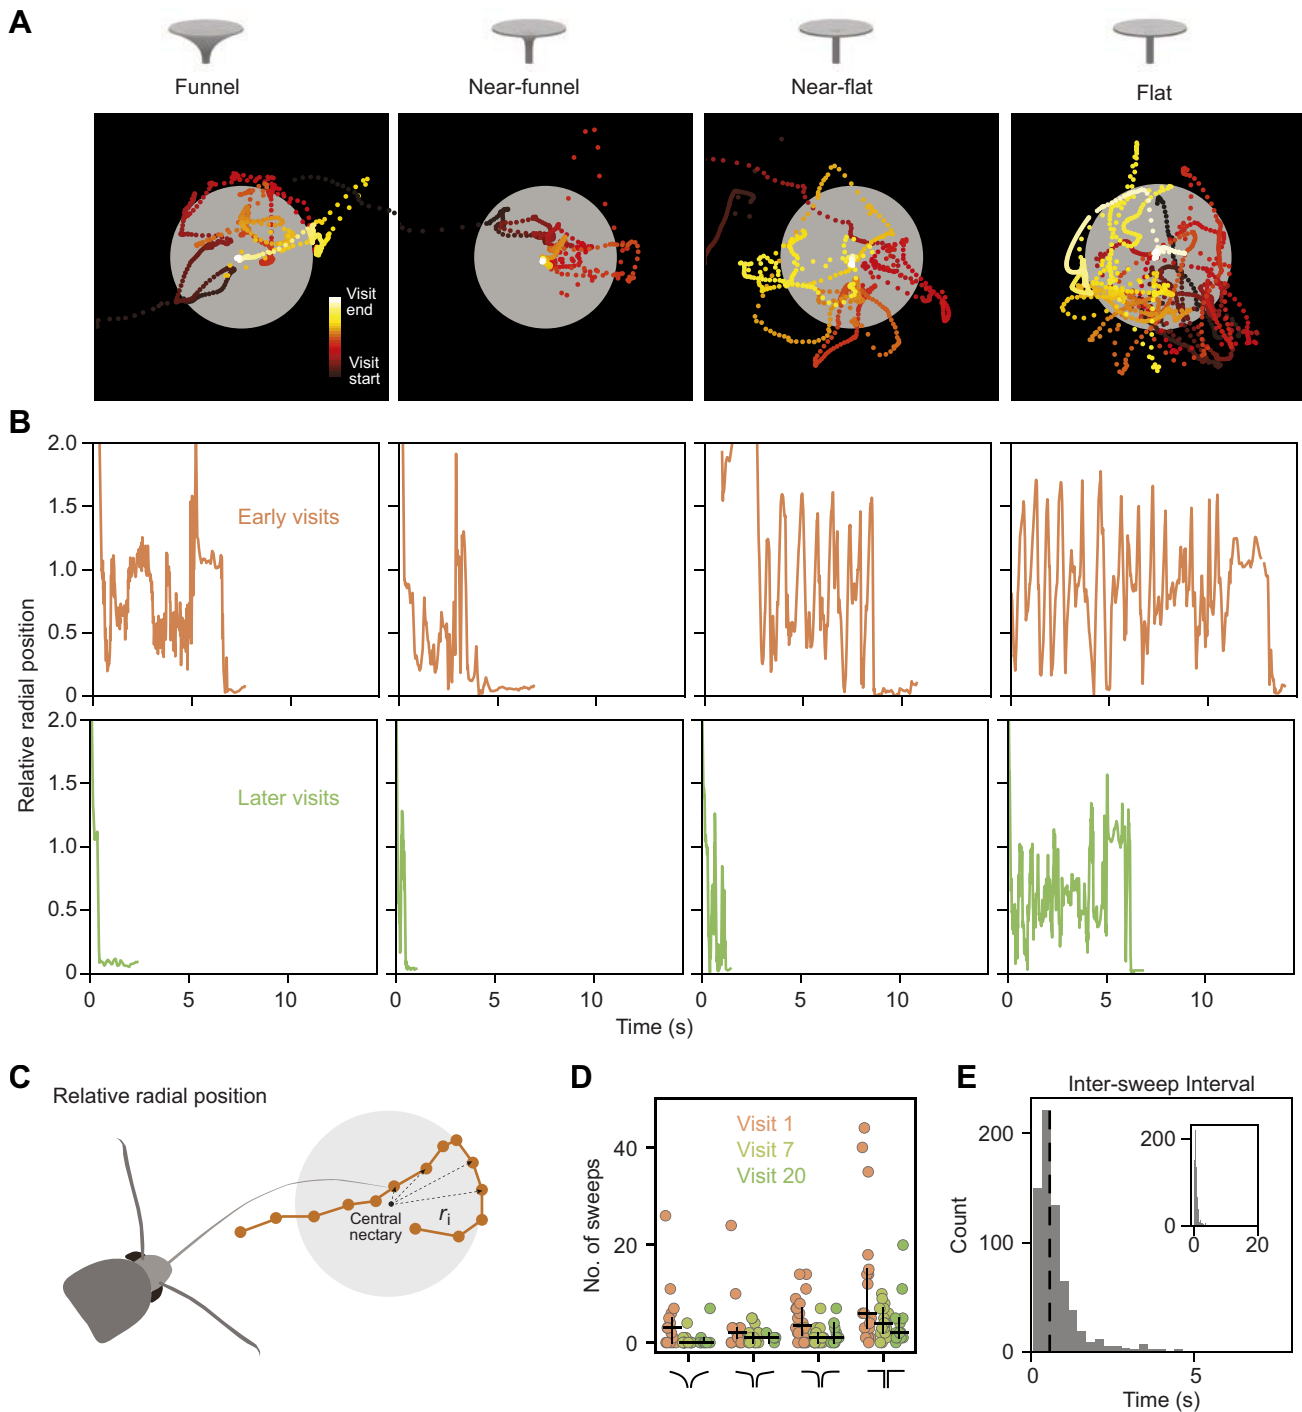 A
Funnel
Near-funnel
Near-flat
Flat
Visit
end
Visit
start
B
2.0
1.5
1.0
0.5
0
Early visits
Relative radial position
2.0
1.5
1.0
0.5
0
Later visits
0
5
10
0
5
10
0
5
10
0
5
10
Time (s)
C
Relative radial position
Central
nectary
ri
D
No. of sweeps
40
20
0
Visit 1
Visit 7
Visit 20
E
Inter-sweep Interval
Count
200
100
0
200
0
0
20
0
5
Time (s)